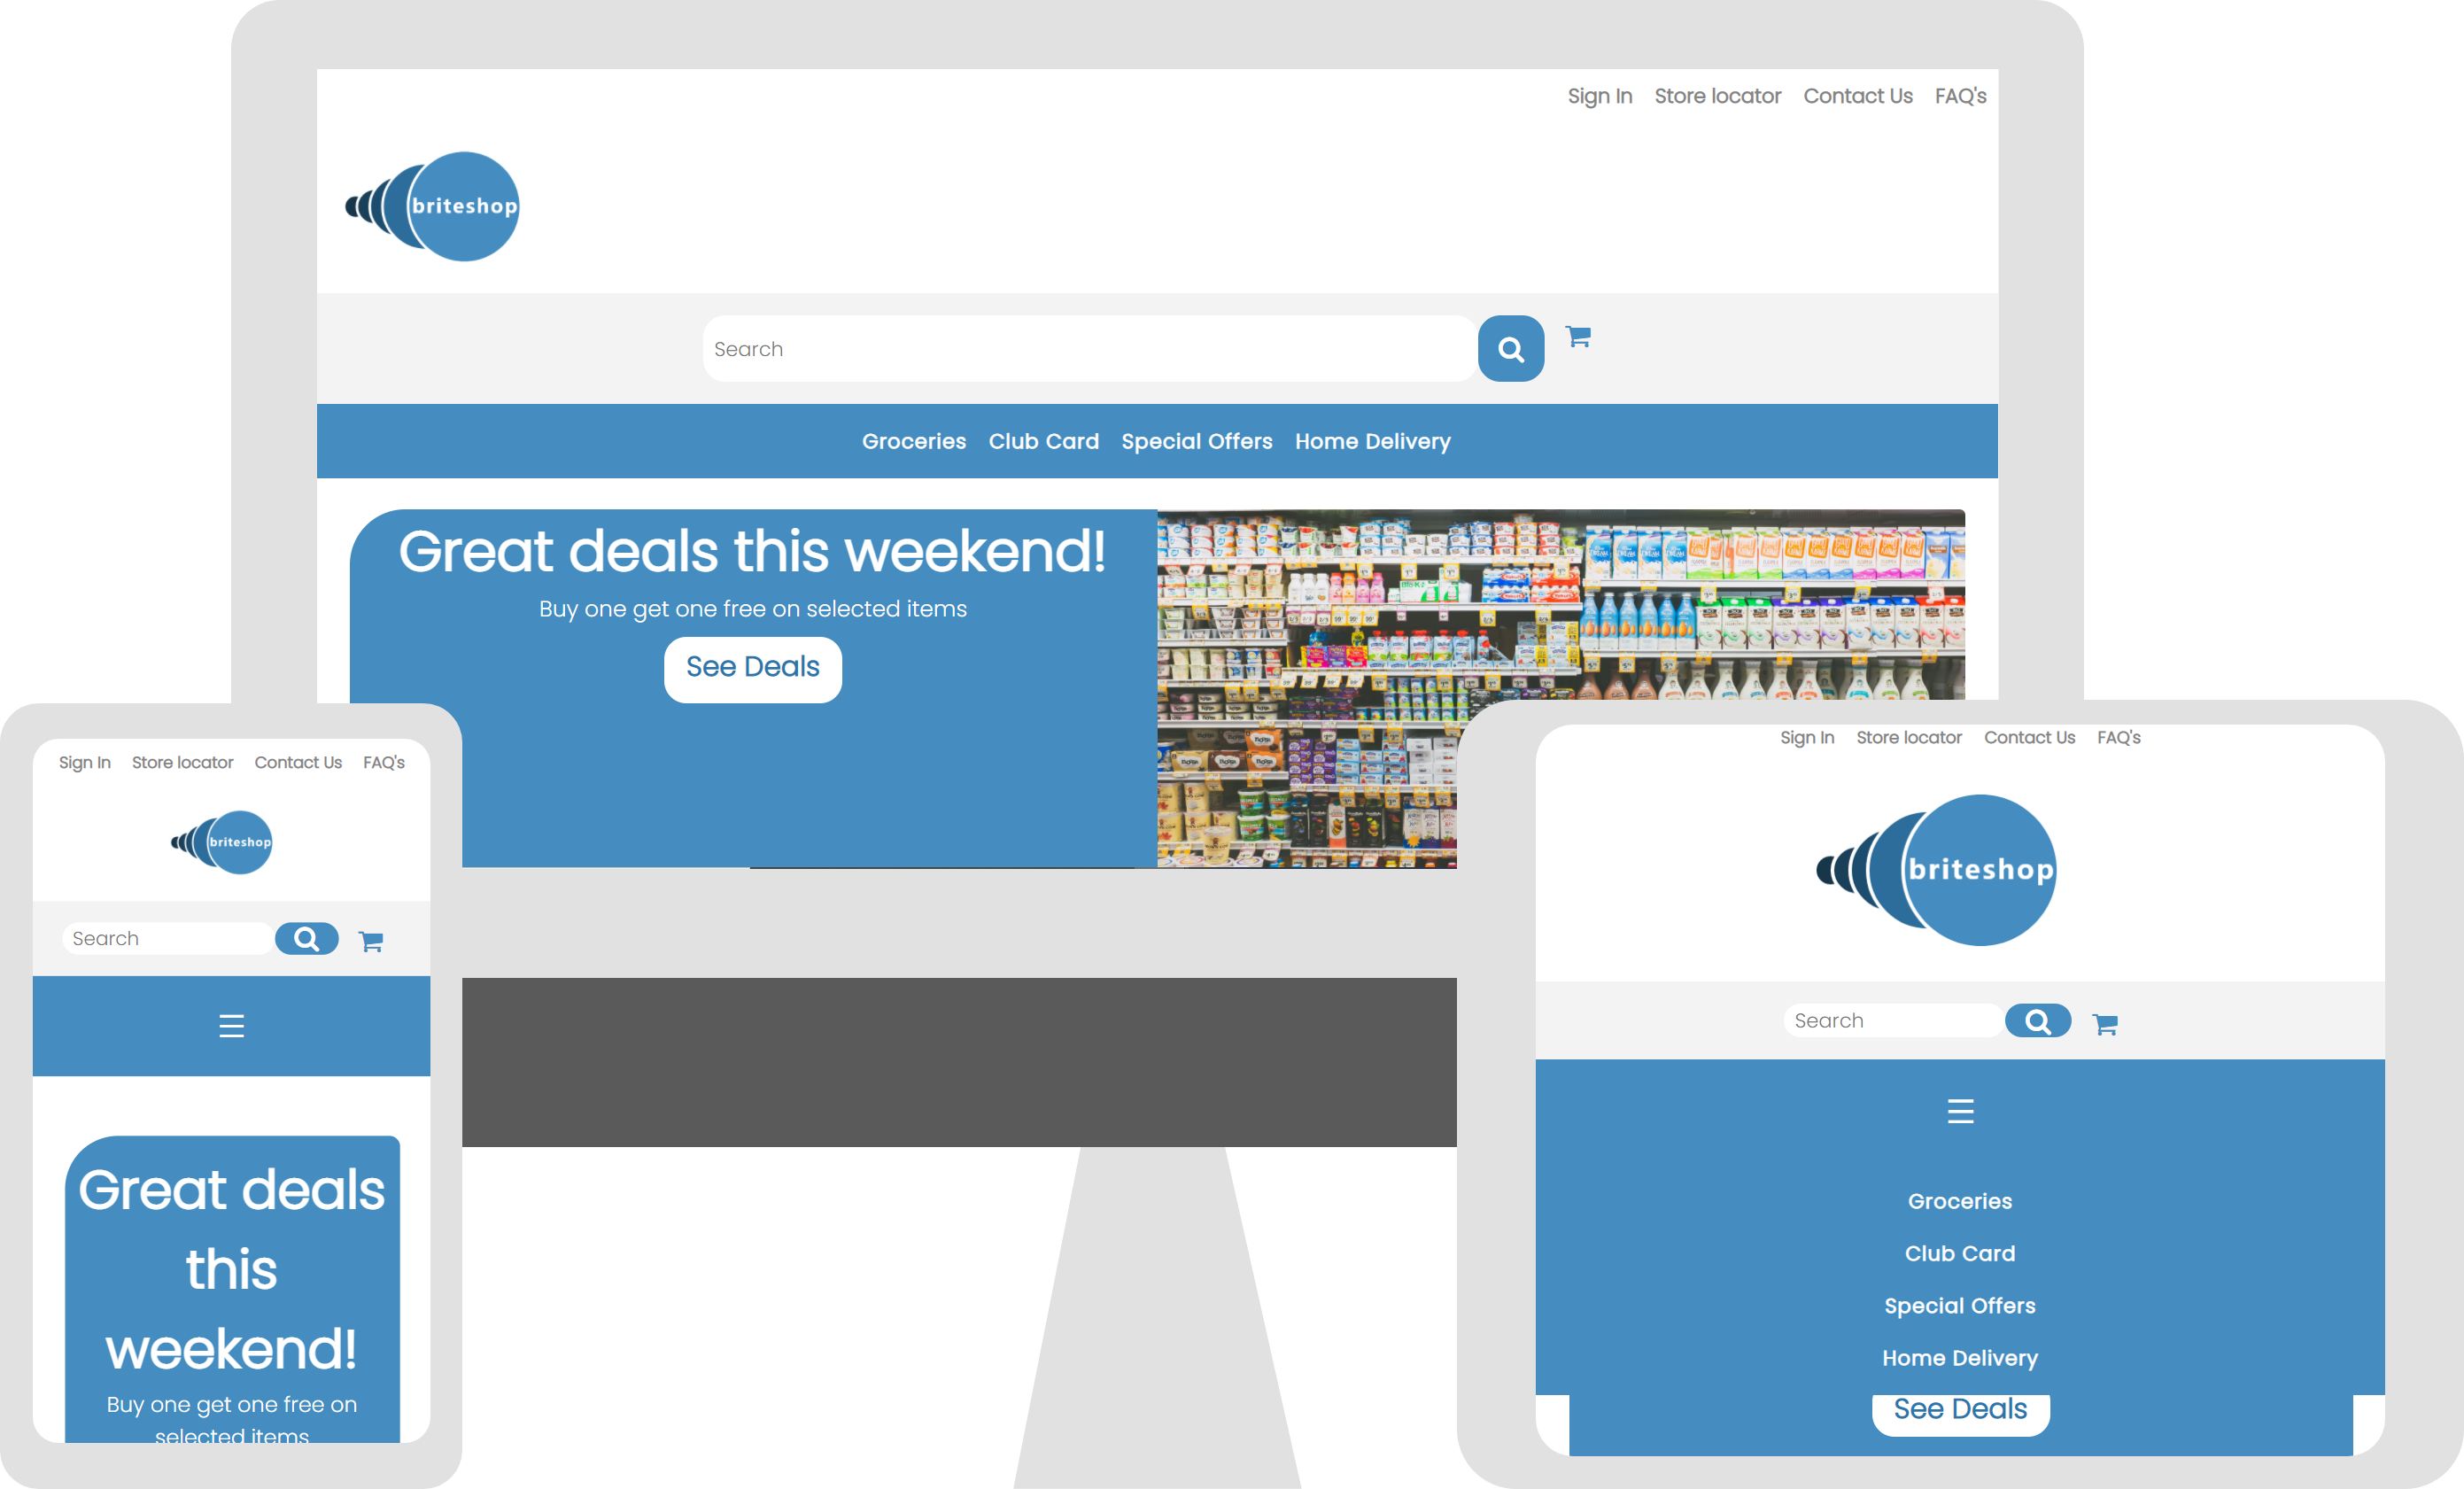 Sign In Store locator Contact Us FAQ's
briteshop
Search
Groceries Club Card Special Offers Home Delivery
Great deals this weekend!
Buy one get one free on selected items
See Deals
Sign In Store locator Contact Us FAQ's
briteshop
Search
Great deals
this
weekend!
Buy one get one free on
selected items
Sign In Store locator Contact Us FAQ's
briteshop
Search
Groceries
Club Card
Special Offers
Home Delivery
See Deals